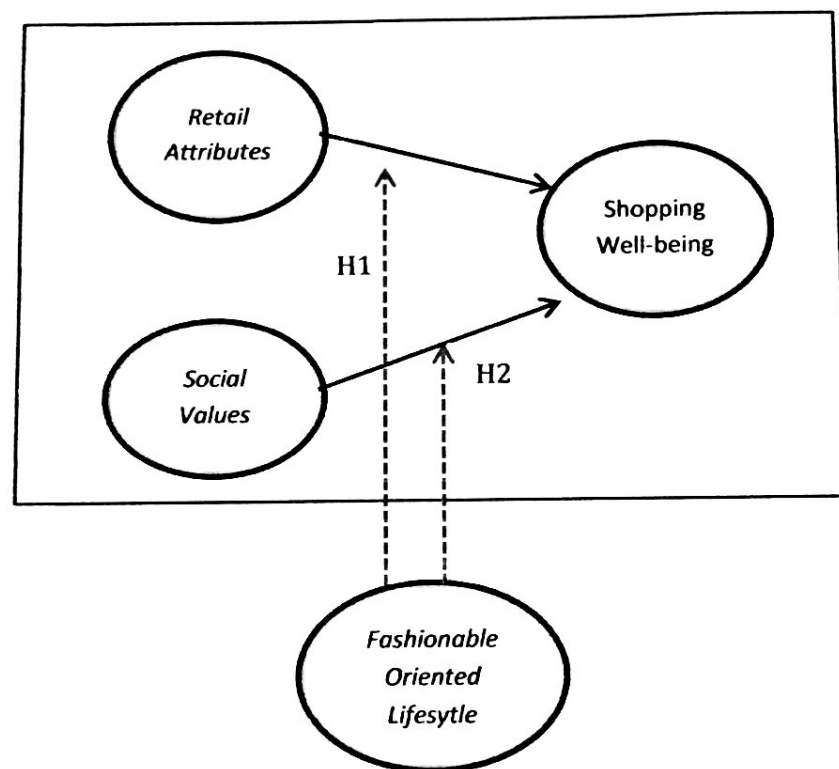 Retail
Attributes
Shopping
Well-being
H1
Social
Values
H2
Fashionable
Oriented
Lifesytle